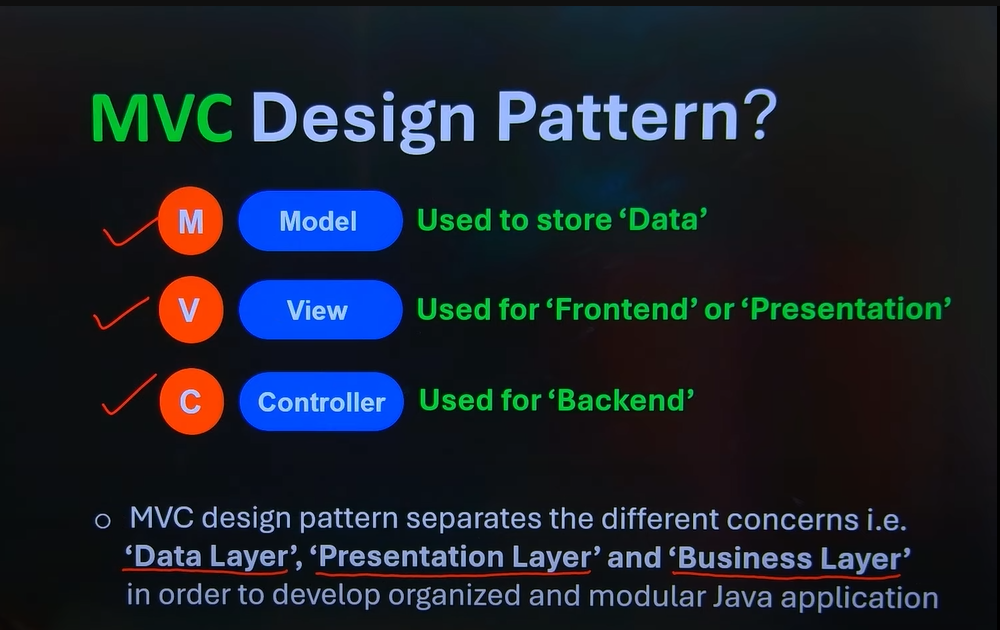 MVC Design Pattern?
M Model Used to store ‘Data’
V View Used for ‘Frontend’ or ‘Presentation’
C Controller Used for ‘Backend’
○ MVC design pattern separates the different concerns i.e.
‘Data Layer’, ‘Presentation Layer’ and ‘Business Layer’
in order to develop organized and modular Java application